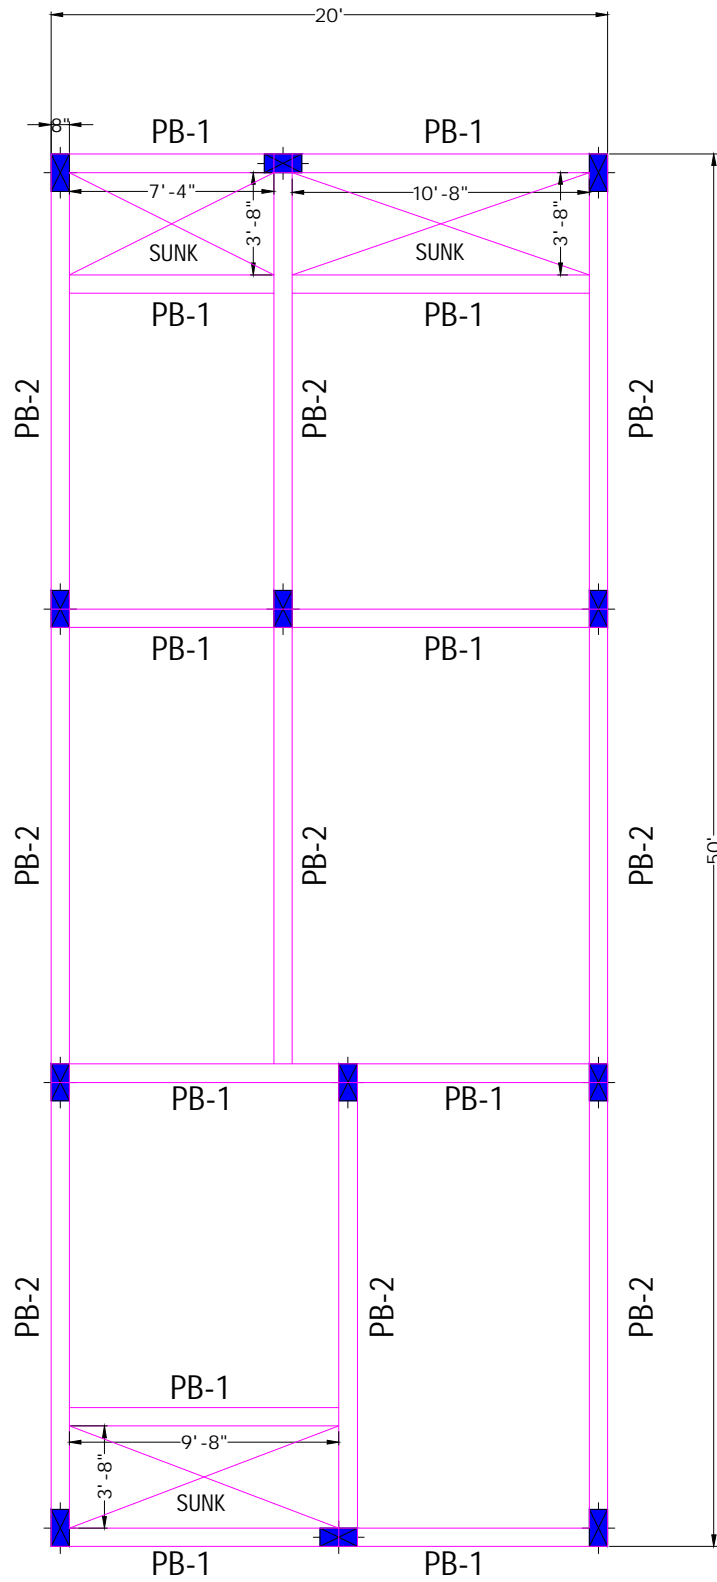 20'
8"
PB-1 PB-1
7'-4" 10'-8"
3'-8" 3'-8"
SUNK SUNK
PB-1 PB-1
PB-2 PB-2 PB-2
PB-1 PB-1
PB-2 PB-2 PB-2
50'
PB-1 PB-1
PB-2 PB-2 PB-2
PB-1
9'-8"
3'-8"
SUNK
PB-1 PB-1